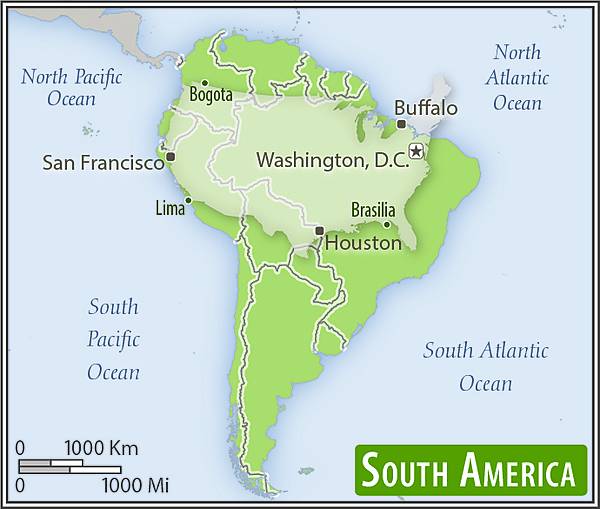 North Pacific
Ocean
North
Atlantic
Ocean
Bogota
Buffalo
San Francisco
Washington, D.C.
Lima
Brasilia
Houston
South
Pacific
Ocean
South Atlantic
Ocean
0 1000 Km
0 1000 Mi
SOUTH AMERICA